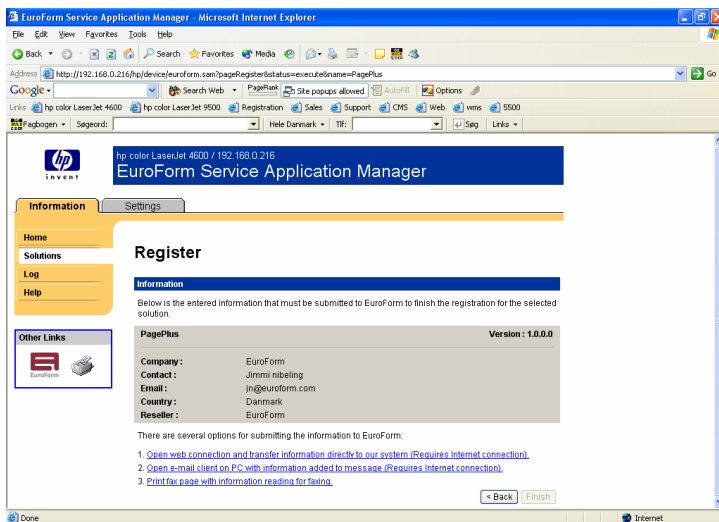 EuroForm Service Application Manager - Microsoft Internet Explorer
File Edit View Favorites Tools Help
Back Search Favorites Media
Address http://192.168.0.216/hp/device/euroform.sam?pageRegister&status=execute&name=PagePlus Go
Google Search Web PageRank Site popups allowed AutoFill Options
Links hp color LaserJet 4600 hp color LaserJet 9500 Registration Sales Support CMS Web wms 5500
Fagbogen Søgeord: Hele Danmark Tlf: Søg Links
hp
invent
hp color LaserJet 4600 / 192.168.0.216
EuroForm Service Application Manager
Information Settings
Home
Solutions
Log
Help
Other Links
EuroForm
Register
Information
Below is the entered information that must be submitted to EuroForm to finish the registration for the selected
solution.
PagePlus Version : 1.0.0.0
Company : EuroForm
Contact : Jimmi nibeling
Email : jn@euroform.com
Country : Danmark
Reseller : EuroForm
There are several options for submitting the information to EuroForm:
1. Open web connection and transfer information directly to our system (Requires Internet connection).
2. Open e-mail client on PC with information added to message (Requires Internet connection).
3. Print fax page with information reading for faxing.
< Back Finish
Done Internet